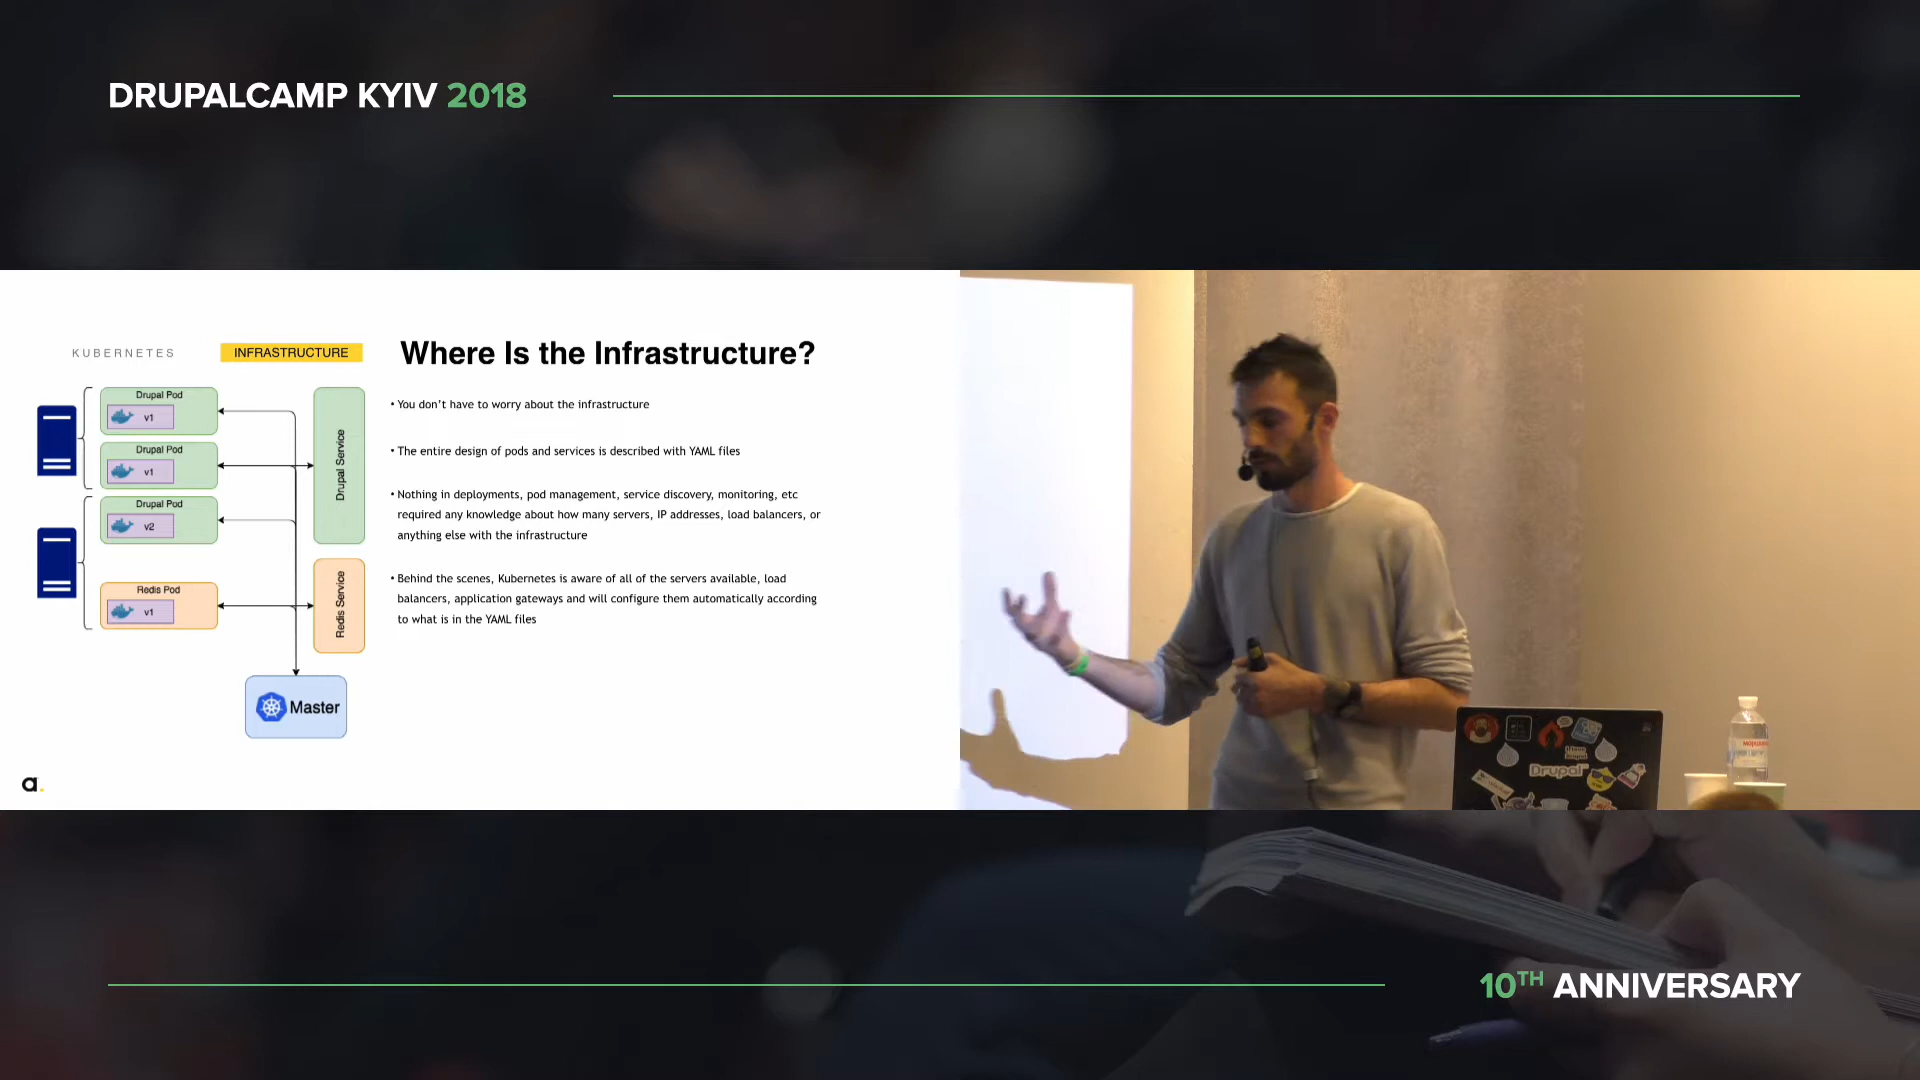 DRUPALCAMP KYIV 2018
KUBERNETES
INFRASTRUCTURE
Where Is the Infrastructure?
Drupal Pod
v1
Drupal Pod
v1
Drupal Pod
v2
Redis Pod
v1
Drupal Service
Redis Service
Master
• You don't have to worry about the infrastructure
• The entire design of pods and services is described with YAML files
• Nothing in deployments, pod management, service discovery, monitoring, etc
required any knowledge about how many servers, IP addresses, load balancers, or
anything else with the infrastructure
• Behind the scenes, Kubernetes is aware of all of the servers available, load
balancers, application gateways and will configure them automatically according
to what is in the YAML files
a.
Drupal
10TH ANNIVERSARY